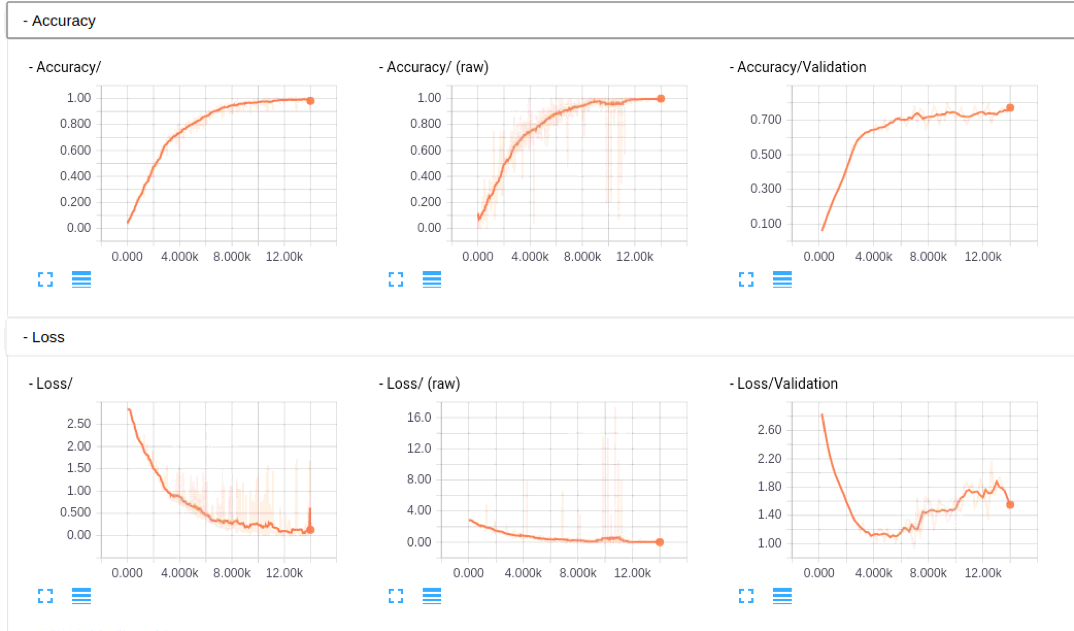 - Accuracy
- Accuracy/
1.00
0.800
0.600
0.400
0.200
0.00
0.000 4.000k 8.000k 12.00k
- Accuracy/ (raw)
1.00
0.800
0.600
0.400
0.200
0.00
0.000 4.000k 8.000k 12.00k
- Accuracy/Validation
0.700
0.500
0.300
0.100
0.000 4.000k 8.000k 12.00k
- Loss
- Loss/
2.50
2.00
1.50
1.00
0.500
0.00
0.000 4.000k 8.000k 12.00k
- Loss/ (raw)
16.0
12.0
8.00
4.00
0.00
0.000 4.000k 8.000k 12.00k
- Loss/Validation
2.60
2.20
1.80
1.40
1.00
0.000 4.000k 8.000k 12.00k